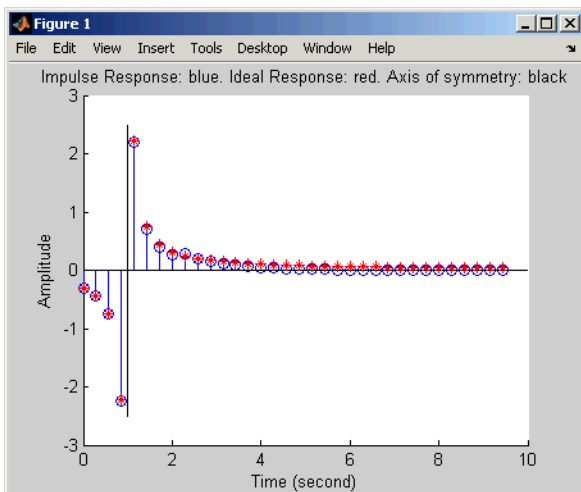 Figure 1
File Edit View Insert Tools Desktop Window Help
Impulse Response: blue. Ideal Response: red. Axis of symmetry: black
3
2
1
0
-1
-2
-3
Amplitude
0 2 4 6 8 10
Time (second)